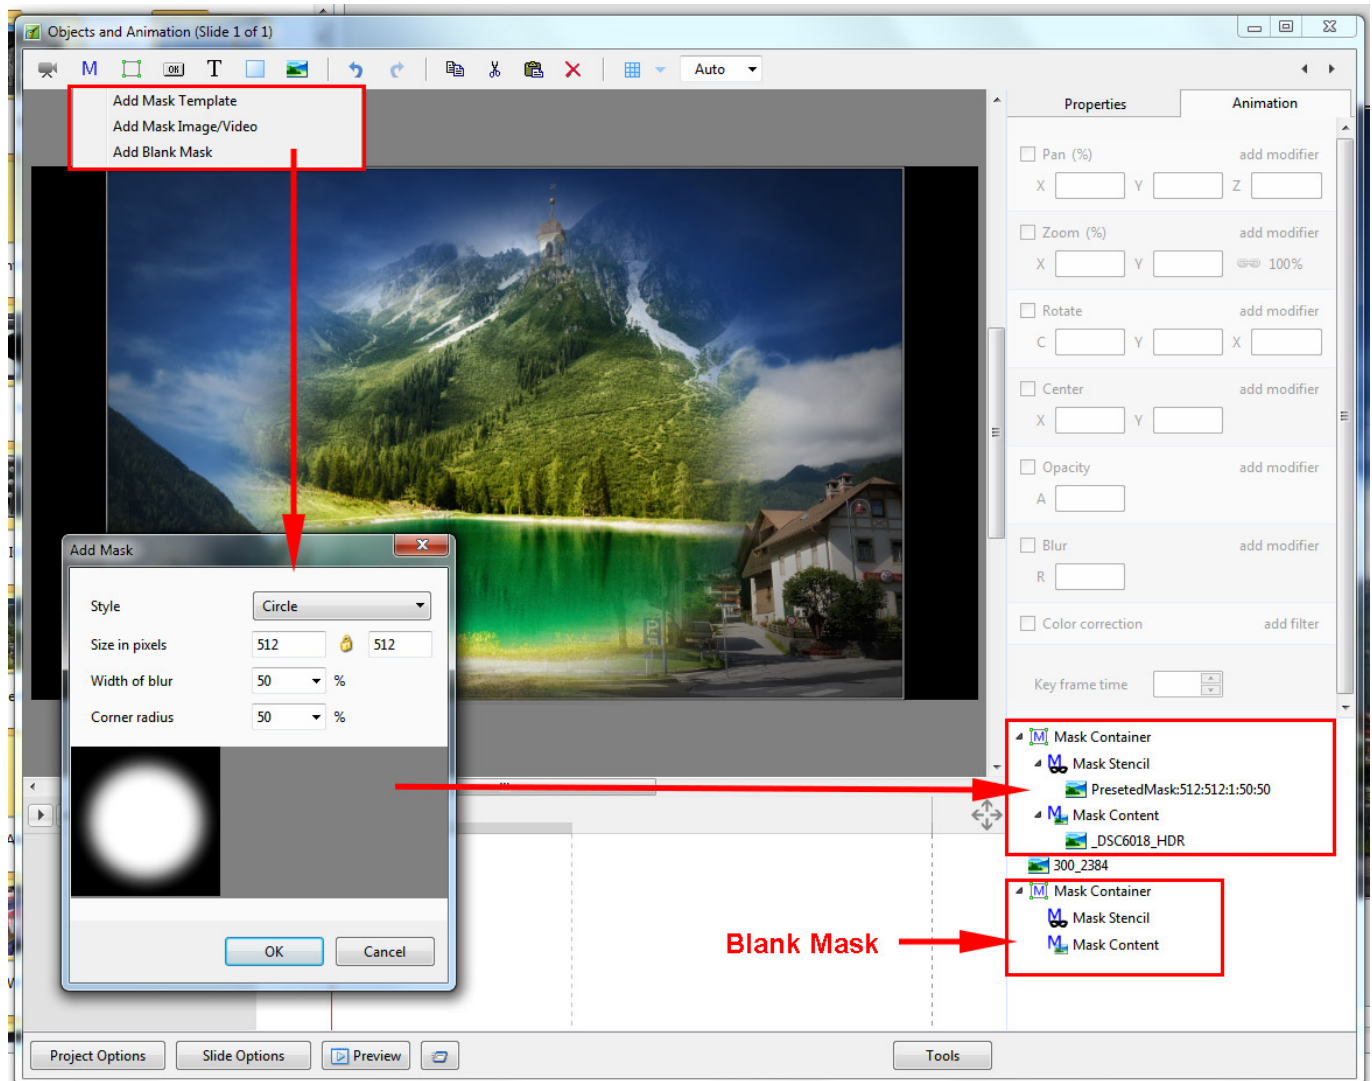 Objects and Animation (Slide 1 of 1)
M OK T Auto
Add Mask Template
Add Mask Image/Video
Add Blank Mask
Properties Animation
Pan (%) add modifier
X Y Z
Zoom (%) add modifier
X Y 100%
Rotate add modifier
C Y X
Center add modifier
X Y
Opacity add modifier
A
Blur add modifier
R
Color correction add filter
Key frame time
Add Mask
Style Circle
Size in pixels 512 512
Width of blur 50 %
Corner radius 50 %
OK Cancel
M Mask Container
M Mask Stencil
PresetedMask:512:512:1:50:50
M Mask Content
_DSC6018_HDR
300_2384
M Mask Container
M Mask Stencil
M Mask Content
Blank Mask
Project Options Slide Options Preview Tools